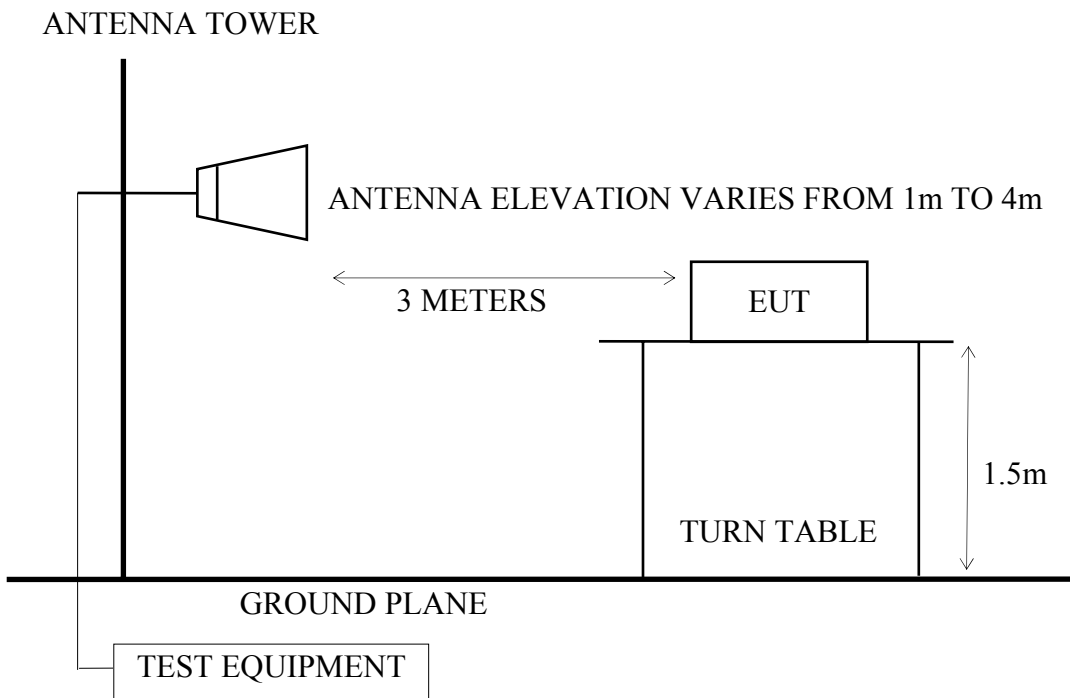 ANTENNA TOWER
ANTENNA ELEVATION VARIES FROM 1m TO 4m
3 METERS
EUT
1.5m
TURN TABLE
GROUND PLANE
TEST EQUIPMENT